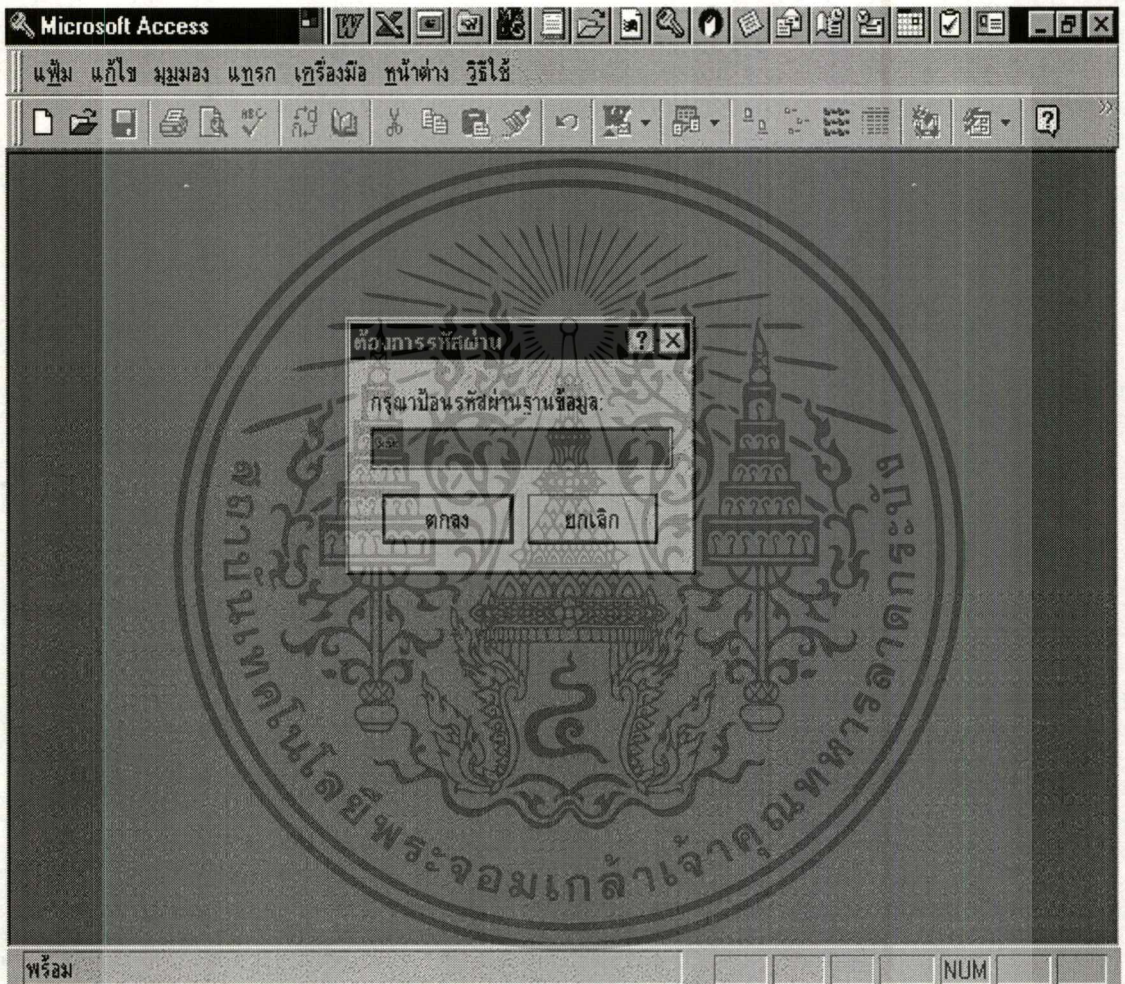 Microsoft Access
แฟ้ม แก้ไข มุมมอง แทรก เครื่องมือ หน้าต่าง วิธีใช้
ต้องการรหัสผ่าน
กรุณาป้อนรหัสผ่านฐานข้อมูล:
***
ตกลง ยกเลิก
สถาบันเทคโนโลยีพระจอมเกล้าเจ้าคุณทหารลาดกระบัง
พร้อม NUM